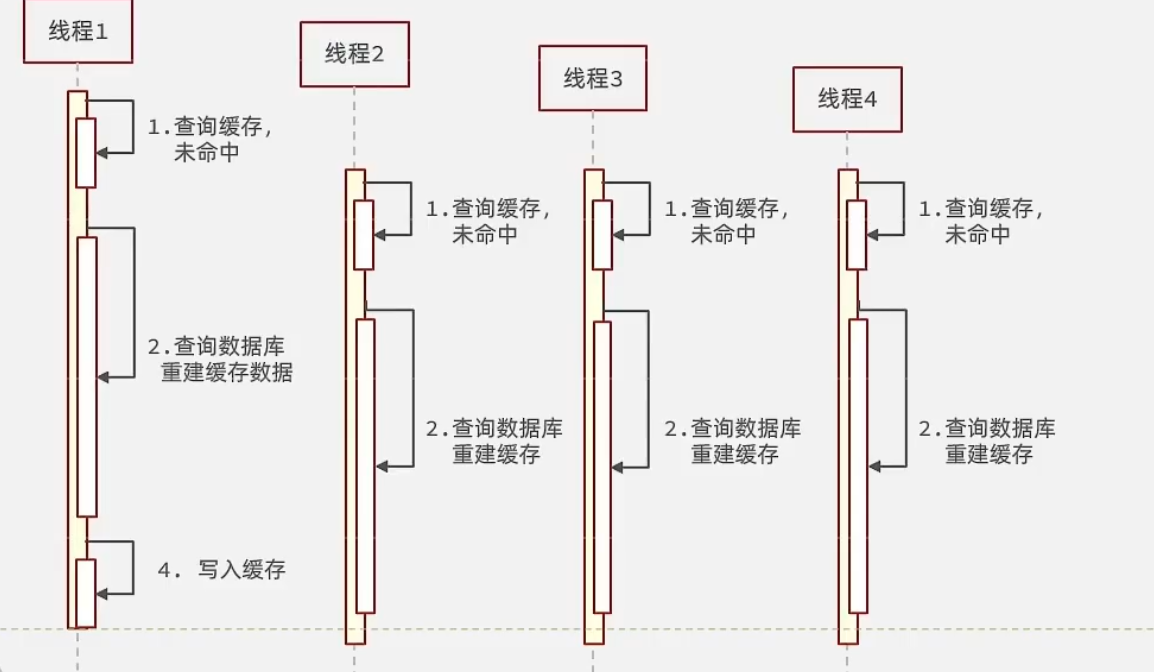 线程1
线程2
线程3
线程4
1.查询缓存,
未命中
1.查询缓存,
未命中
1.查询缓存,
未命中
1.查询缓存,
未命中
2.查询数据库
重建缓存数据
2.查询数据库
重建缓存
2.查询数据库
重建缓存
2.查询数据库
重建缓存
4. 写入缓存